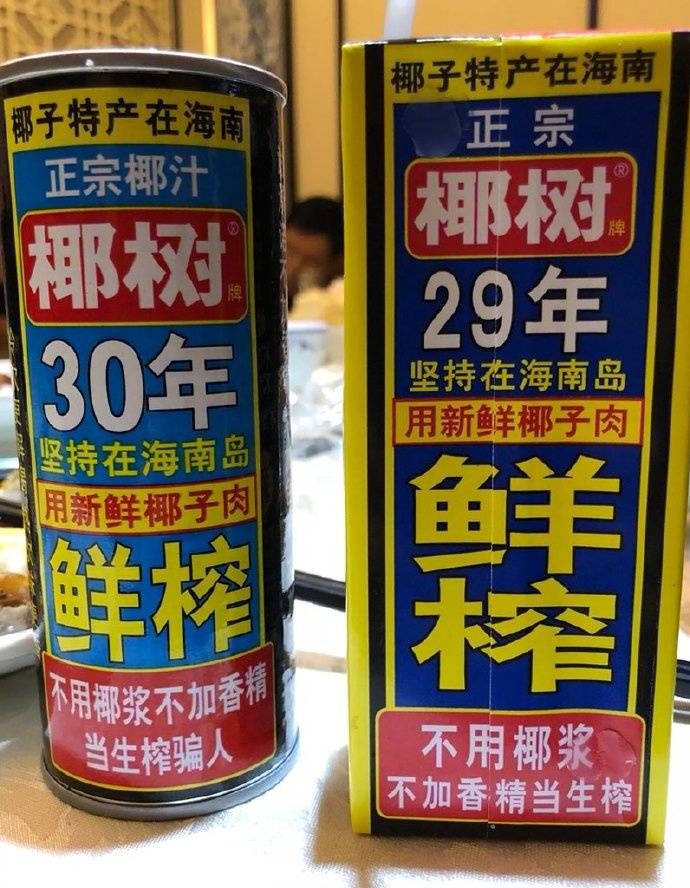 椰子特产在海南
正宗椰汁
椰树®
牌
30年
坚持在海南岛
用新鲜椰子肉
鲜榨
不用椰浆不加香精
当生榨骗人
椰子特产在海南
正宗
椰树®
牌
29年
坚持在海南岛
用新鲜椰子肉
鲜
榨
不用椰浆
不加香精当生榨